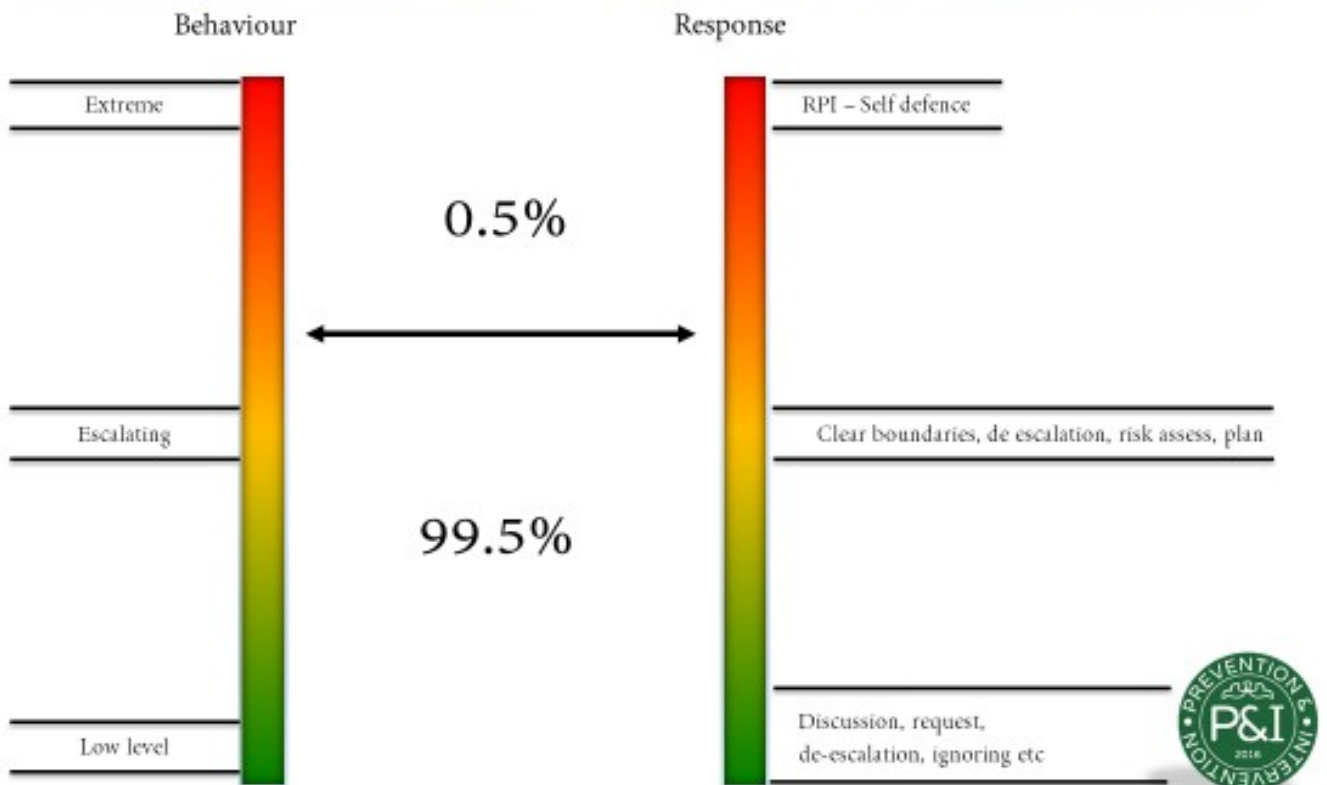 Behaviour
Response
Extreme
RPI – Self defence
0.5%
Escalating
Clear boundaries, de escalation, risk assess, plan
99.5%
Low level
Discussion, request,
de-escalation, ignoring etc
PREVENTION &
P&I
2016
INTERVENTION